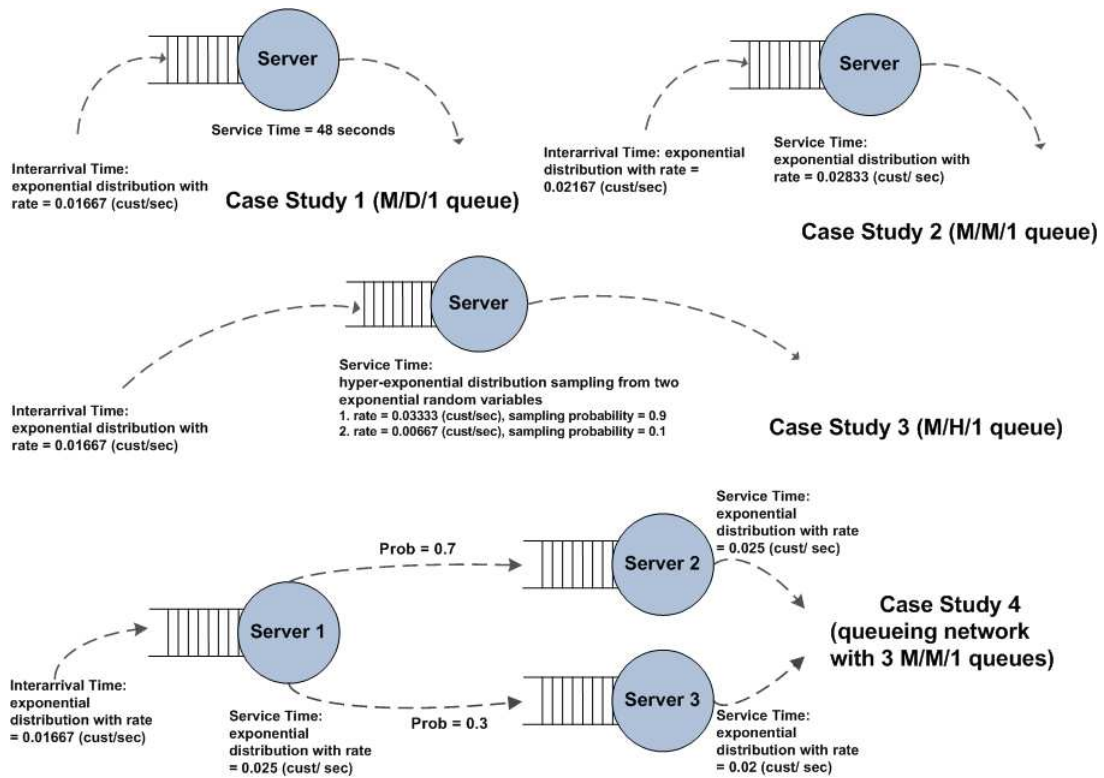 Server
Service Time = 48 seconds
Interarrival Time:
exponential distribution with
rate = 0.01667 (cust/sec)
Case Study 1 (M/D/1 queue)
Server
Interarrival Time: exponential
distribution with rate =
0.02167 (cust/sec)
Service Time:
exponential distribution with
rate = 0.02833 (cust/ sec)
Case Study 2 (M/M/1 queue)
Server
Service Time:
hyper-exponential distribution sampling from two
exponential random variables
1. rate = 0.03333 (cust/sec), sampling probability = 0.9
2. rate = 0.00667 (cust/sec), sampling probability = 0.1
Interarrival Time:
exponential distribution with
rate = 0.01667 (cust/sec)
Case Study 3 (M/H/1 queue)
Server 1
Interarrival Time:
exponential
distribution with rate
= 0.01667 (cust/sec)
Service Time:
exponential
distribution with rate
= 0.025 (cust/ sec)
Prob = 0.7
Prob = 0.3
Server 2
Service Time:
exponential
distribution with rate
= 0.025 (cust/ sec)
Server 3
Service Time:
exponential
distribution with rate
= 0.02 (cust/ sec)
Case Study 4
(queueing network
with 3 M/M/1 queues)